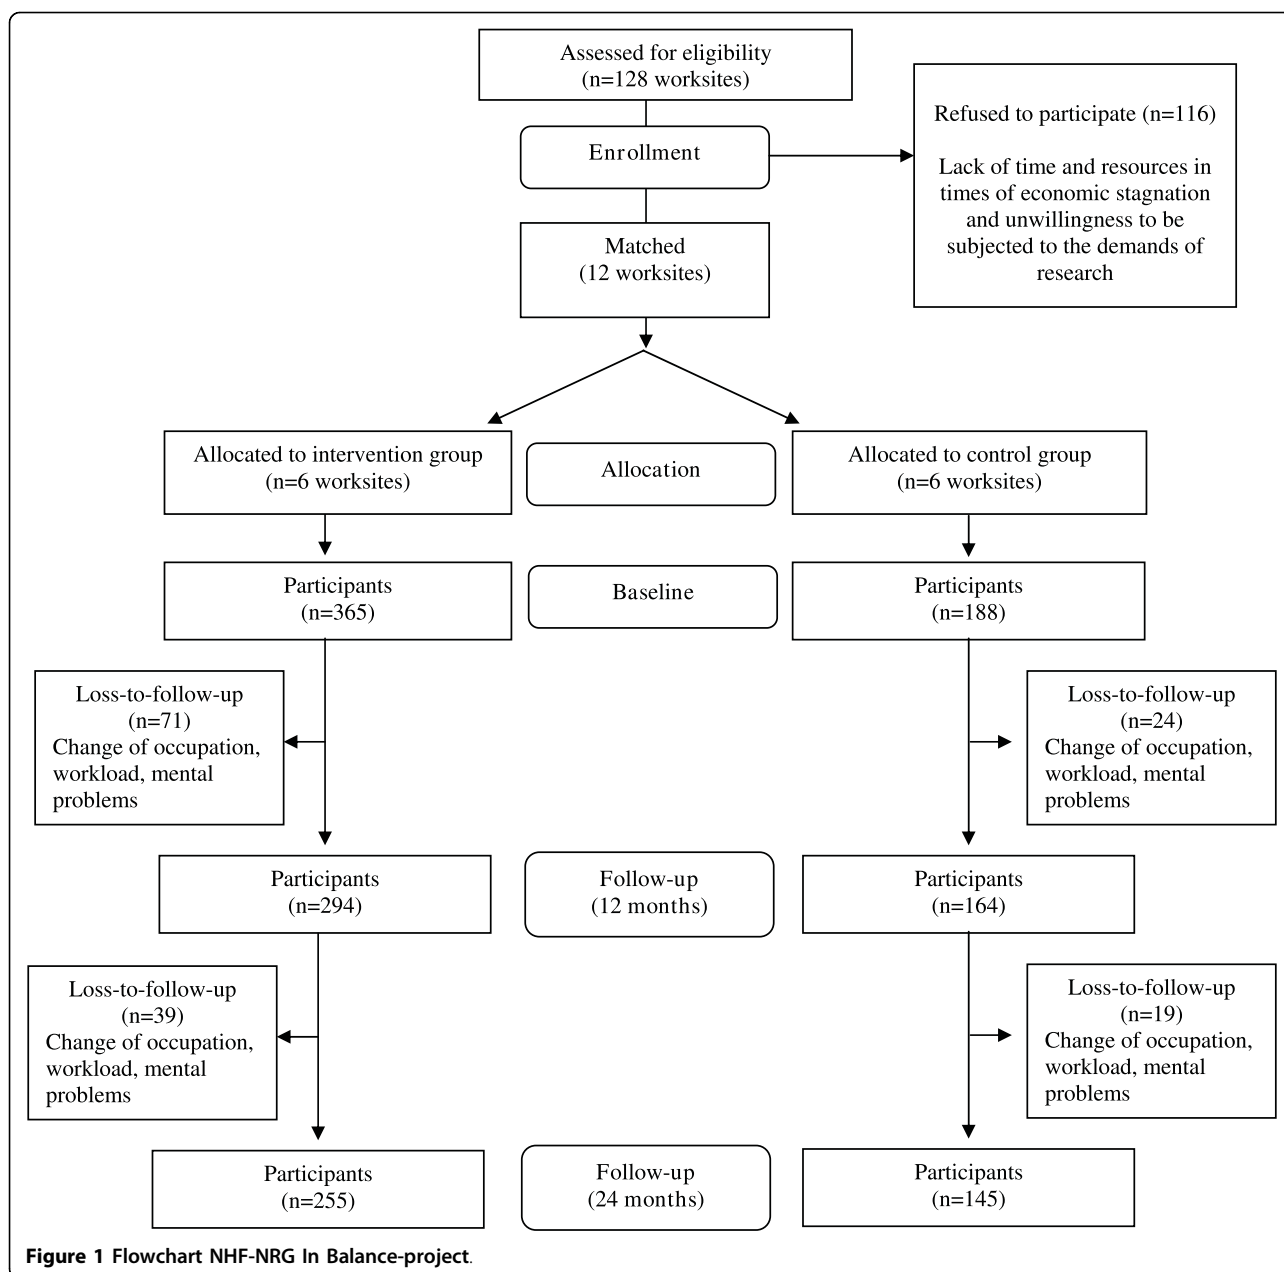 Assessed for eligibility
(n=128 worksites)
Enrollment
Refused to participate (n=116)
Lack of time and resources in
times of economic stagnation
and unwillingness to be
subjected to the demands of
research
Matched
(12 worksites)
Allocated to intervention group
(n=6 worksites)
Allocation
Allocated to control group
(n=6 worksites)
Participants
(n=365)
Baseline
Participants
(n=188)
Loss-to-follow-up
(n=71)
Change of occupation,
workload, mental
problems
Loss-to-follow-up
(n=24)
Change of occupation,
workload, mental
problems
Participants
(n=294)
Follow-up
(12 months)
Participants
(n=164)
Loss-to-follow-up
(n=39)
Change of occupation,
workload, mental
problems
Loss-to-follow-up
(n=19)
Change of occupation,
workload, mental
problems
Participants
(n=255)
Follow-up
(24 months)
Participants
(n=145)
Figure 1 Flowchart NHF-NRG In Balance-project.